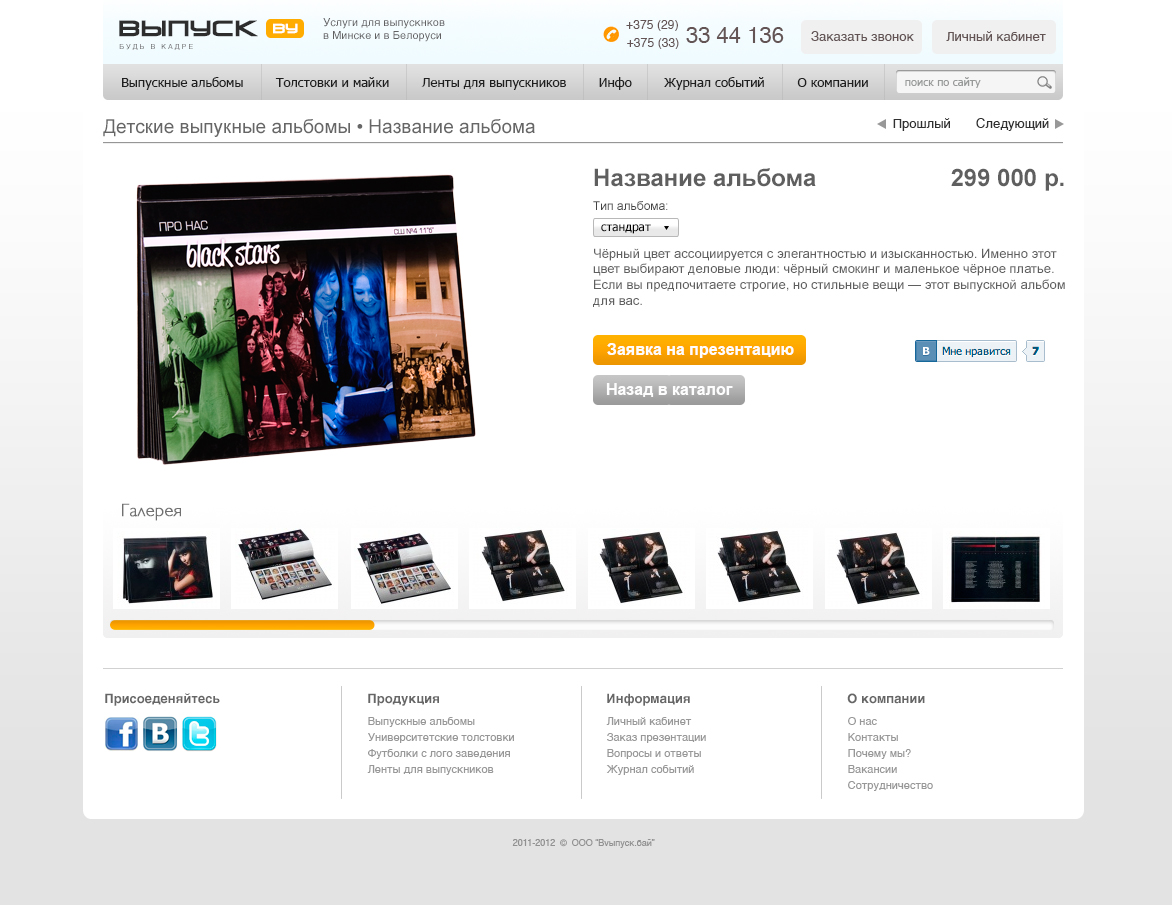 ВЫПУСК BY
БУДЬ В КАДРЕ
Услуги для выпускнков
в Минске и в Белоруси
+375 (29)
+375 (33)
33 44 136
Заказать звонок
Личный кабинет
Выпускные альбомы
Толстовки и майки
Ленты для выпускников
Инфо
Журнал событий
О компании
поиск по сайту
Детские выпукные альбомы • Название альбома
Прошлый
Следующий
ПРО НАС
СШ №4 11"б"
black stars
Название альбома
299 000 р.
Тип альбома:
стандрат
Чёрный цвет ассоциируется с элегантностью и изысканностью. Именно этот
цвет выбирают деловые люди: чёрный смокинг и маленькое чёрное платье.
Если вы предпочитаете строгие, но стильные вещи — этот выпускной альбом
для вас.
Заявка на презентацию
В Мне нравится 7
Назад в каталог
Галерея
Присоеденяйтесь
Продукция
Выпускные альбомы
Университетские толстовки
Футболки с лого заведения
Ленты для выпускников
Информация
Личный кабинет
Заказ презентации
Вопросы и ответы
Журнал событий
О компании
О нас
Контакты
Почему мы?
Вакансии
Сотрудничество
2011-2012 © ООО "Вvыпуск.бай"